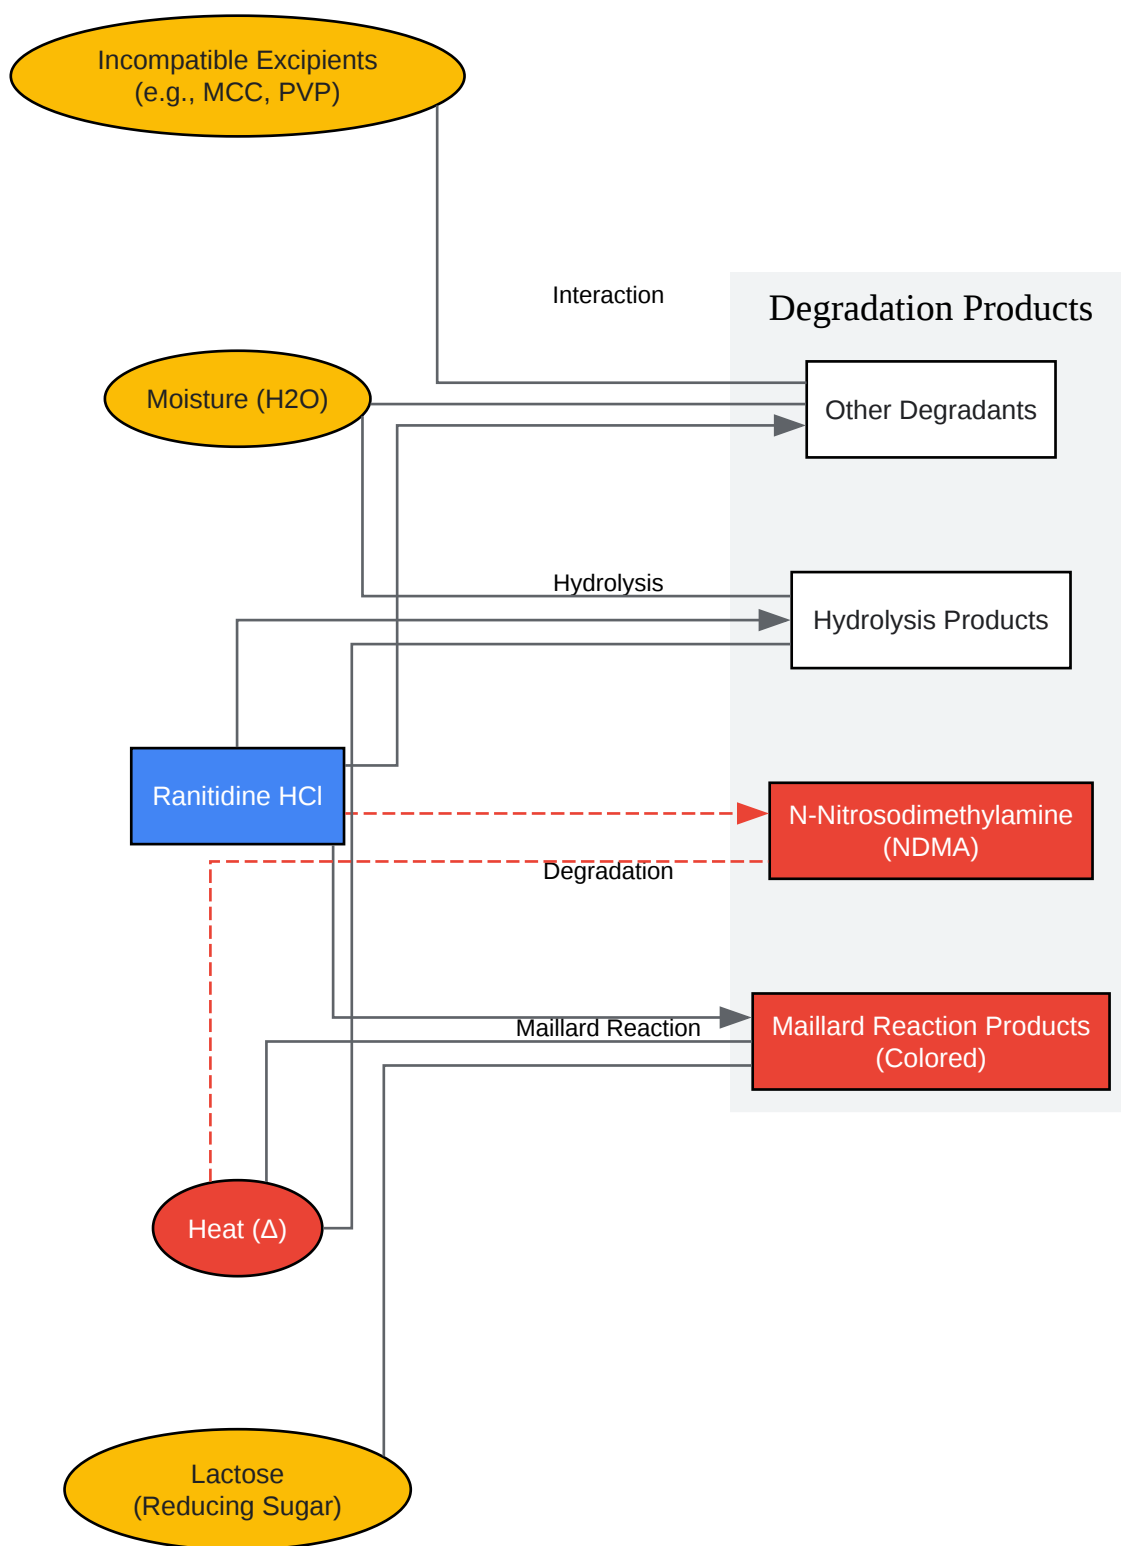 Incompatible Excipients
(e.g., MCC, PVP)
Interaction
Degradation Products
Moisture (H2O)
Other Degradants
Hydrolysis
Hydrolysis Products
Ranitidine HCl
N-Nitrosodimethylamine
(NDMA)
Degradation
Maillard Reaction
Maillard Reaction Products
(Colored)
Heat (Δ)
Lactose
(Reducing Sugar)